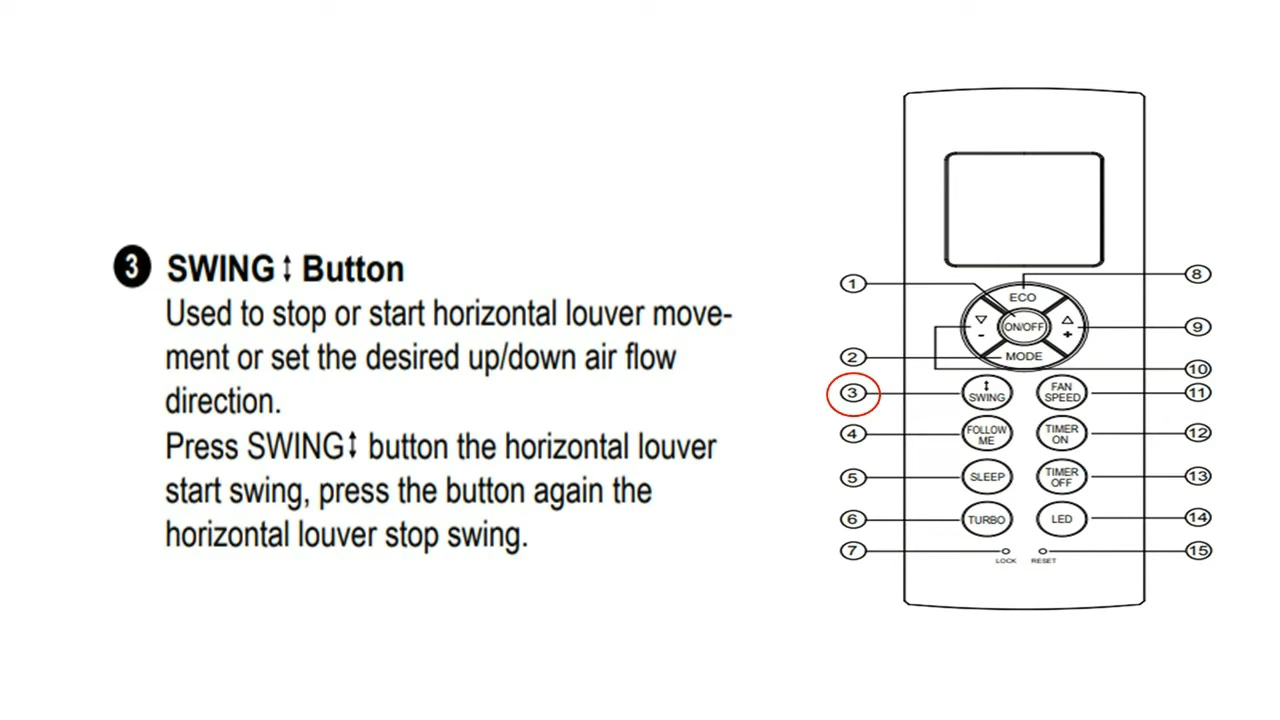 3 SWING↕ Button
Used to stop or start horizontal louver move-
ment or set the desired up/down air flow
direction.
Press SWING↕ button the horizontal louver
start swing, press the button again the
horizontal louver stop swing.
1
2
3
4
5
6
7
ECO
▽
-
ON/OFF
△
+
MODE
↕
SWING
FAN
SPEED
FOLLOW
ME
TIMER
ON
SLEEP
TIMER
OFF
TURBO
LED
LOCK
RESET
8
9
10
11
12
13
14
15